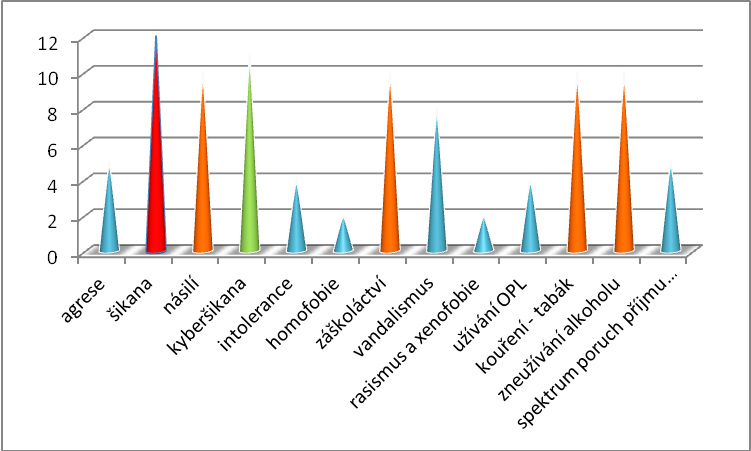 12
10
8
6
4
2
0
agrese
šikana
násilí
kyberšikana
intolerance
homofobie
záškoláctví
vandalismus
rasismus a xenofobie
užívání OPL
kouření - tabák
zneužívání alkoholu
spektrum poruch příjmu...